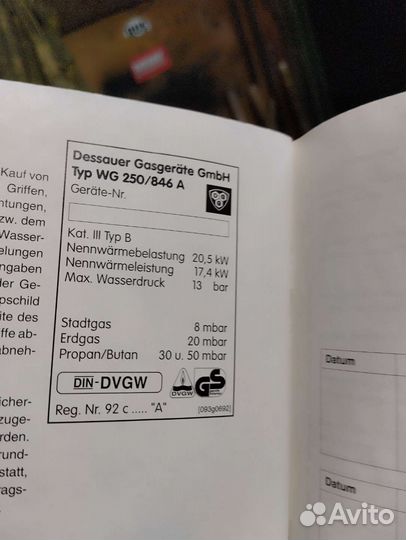 Kauf von
Griffen,
htungen,
zw. dem
Wasser-
elungen
ngaben
der Ge-
pschild
ite des
ffe ab-
abneh-
icher-
zuge-
rden.
rund-
statt,
rags-
Dessauer Gasgeräte GmbH
Typ WG 250/846 A
Geräte-Nr.
Kat. III Typ B
Nennwärmebelastung 20,5 kW
Nennwärmeleistung 17,4 kW
Max. Wasserdruck 13 bar
Stadtgas 8 mbar
Erdgas 20 mbar
Propan/Butan 30 u. 50 mbar
DIN-DVGW
DVGW
GS
Reg. Nr. 92 c ..... "A"
[093g0692]
Datum
Datum
Avito